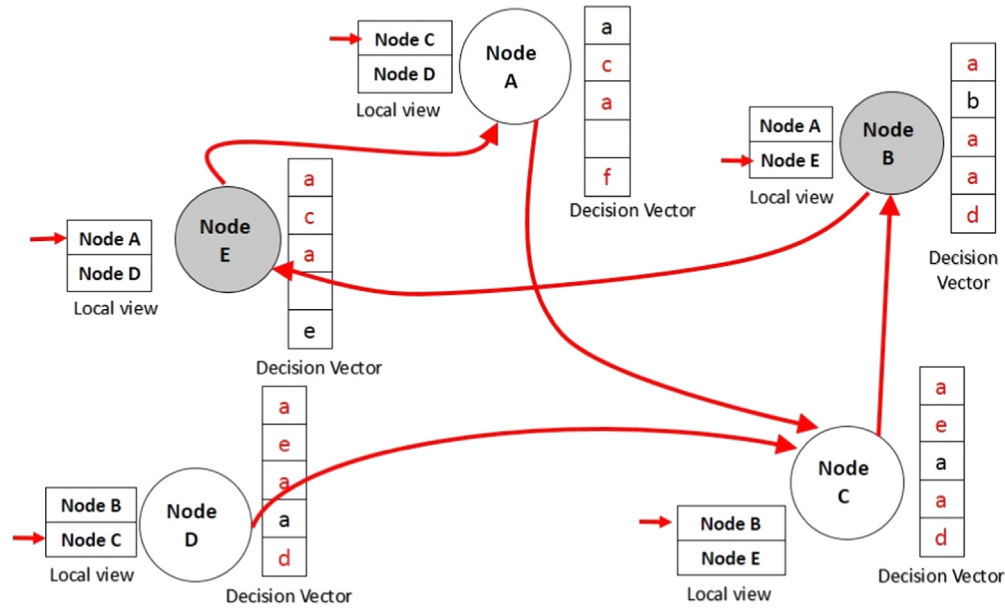 Node C
Node D
Local view
Node
A
a
c
a
f
Decision Vector
Node A
Node E
Local view
Node
B
a
b
a
a
d
Decision
Vector
Node A
Node D
Local view
Node
E
a
c
a
e
Decision Vector
Node B
Node C
Local view
Node
D
a
e
a
a
d
Decision Vector
Node B
Node E
Local view
Node
C
a
e
a
a
d
Decision Vector